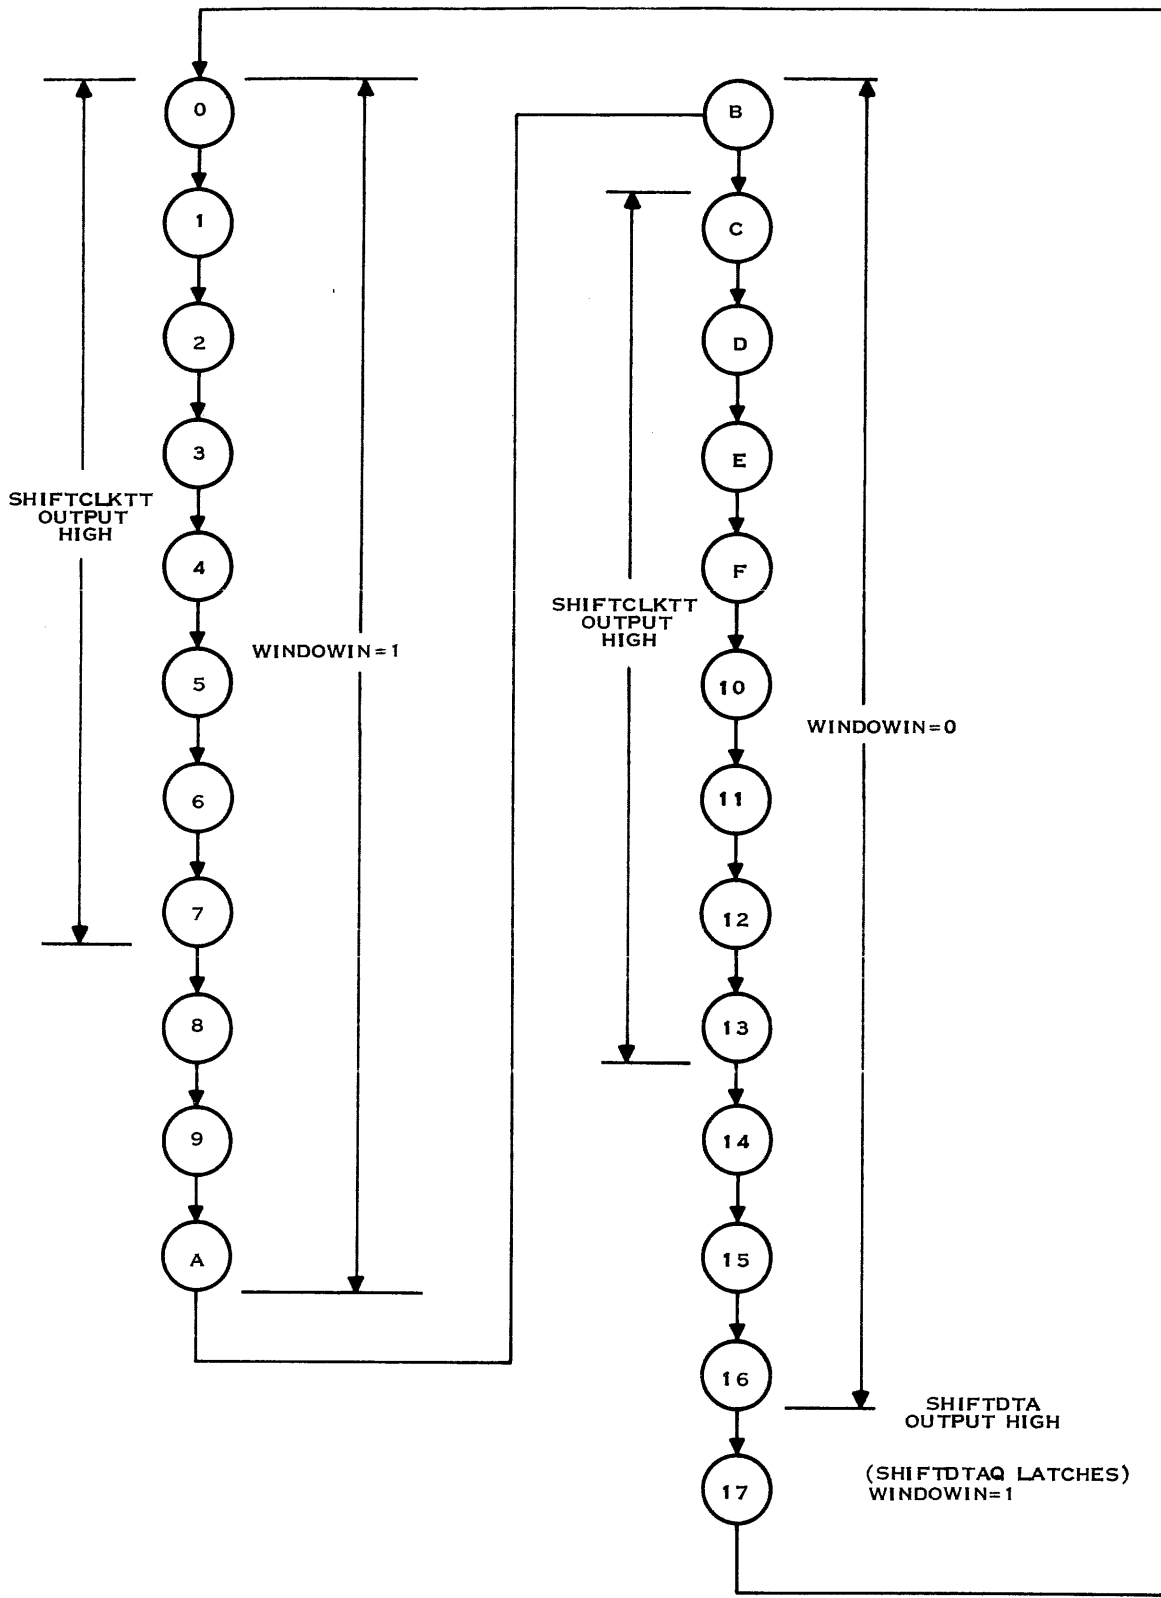 0
1
2
3
4
5
6
7
8
9
A
SHIFTCLKTT
OUTPUT
HIGH
WINDOWIN=1
B
C
D
E
F
10
11
12
13
14
15
16
17
SHIFTCLKTT
OUTPUT
HIGH
WINDOWIN=0
SHIFTDTA
OUTPUT HIGH
(SHIFTDTAQ LATCHES)
WINDOWIN=1